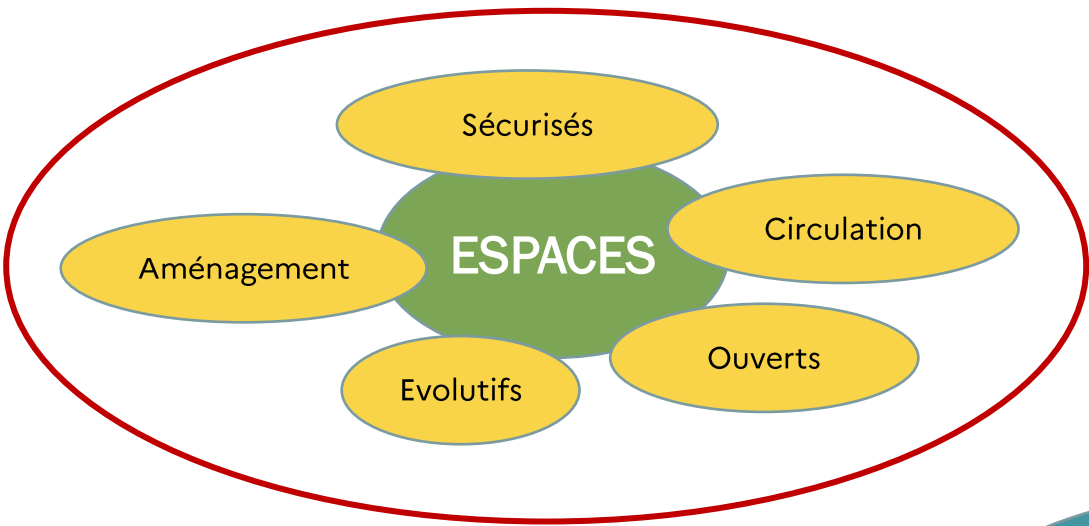 Sécurisés
Circulation
ESPACES
Aménagement
Ouverts
Evolutifs